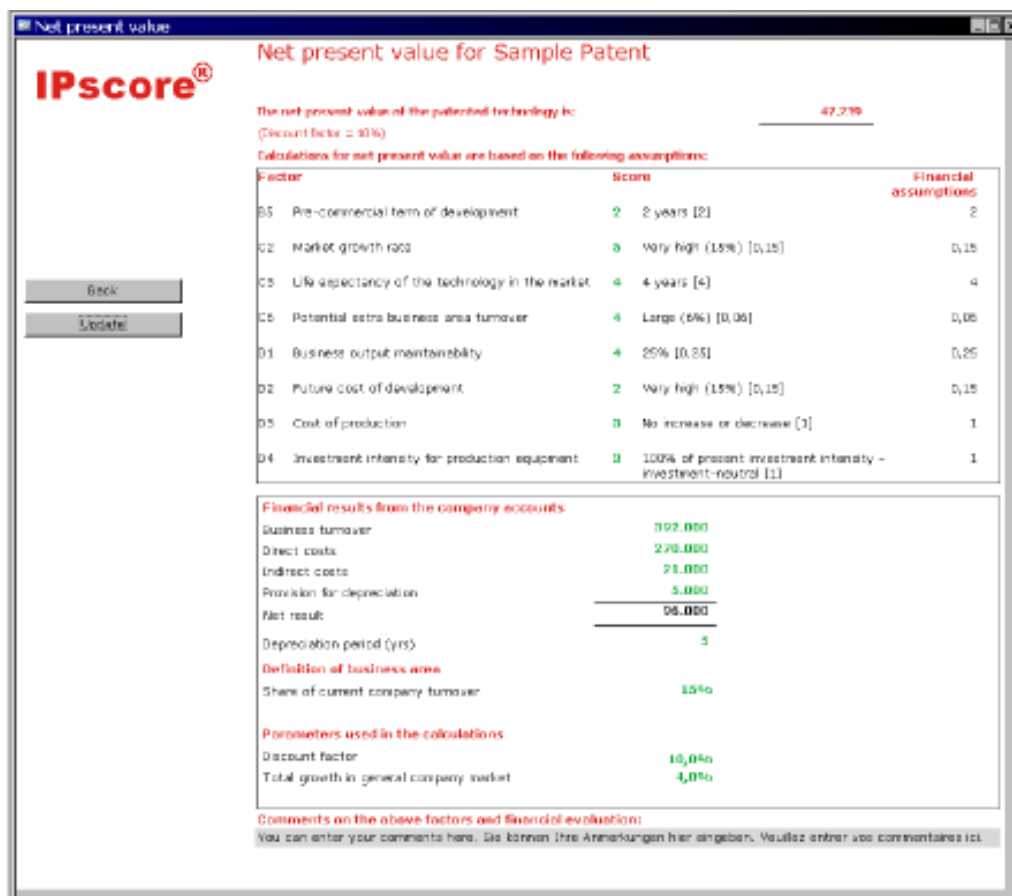 Net present value
Net present value for Sample Patent
IPscore®
The net present value of the patented technology is:
(Discount factor = 10%)
Calculations for net present value are based on the following assumptions:
Factor Score Financial assumptions
B5 Pre-commercial term of development 2 2 years [2] 2
C2 Market growth rate Very high (15%) [0,15] 0,15
C3 Life expectancy of the technology in the market 4 4 years [4] 4
C6 Potential extra business area turnover 4 Large (6%) [0,06] 0,06
D1 Business output maintainability 4 25% [0,25] 0,25
D2 Future cost of development 2 Very high (15%) [0,15] 0,15
D3 Cost of production 3 No increase or decrease [1] 1
D4 Investment intensity for production equipment 3 100% of present investment intensity – 1
investment-neutral [1]
Back
Update
Financial results from the company accounts
Business turnover 392.000
Direct costs 270.000
Indirect costs 21.000
Provision for depreciation 5.000
Net result 96.000
Depreciation period (yrs)
Definition of business area
Share of current company turnover 15%
Parameters used in the calculations
Discount factor 10,0%
Total growth in general company market 4,0%
Comments on the above factors and financial evaluation:
You can enter your comments here. Sie können Ihre Anmerkungen hier eingeben. Veuillez entrer vos commentaires ici.